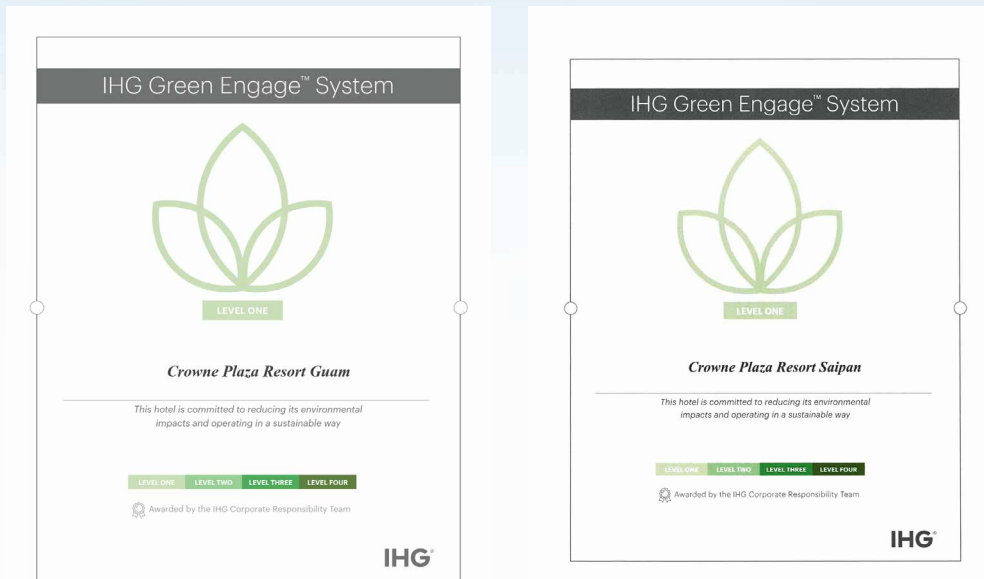 IHG Green Engage™ System
LEVEL ONE
Crowne Plaza Resort Guam
This hotel is committed to reducing its environmental
impacts and operating in a sustainable way
LEVEL ONE LEVEL TWO LEVEL THREE LEVEL FOUR
Awarded by the IHG Corporate Responsibility Team
IHG®
IHG Green Engage™ System
LEVEL ONE
Crowne Plaza Resort Saipan
This hotel is committed to reducing its environmental
impacts and operating in a sustainable way
LEVEL ONE LEVEL TWO LEVEL THREE LEVEL FOUR
Awarded by the IHG Corporate Responsibility Team
IHG®